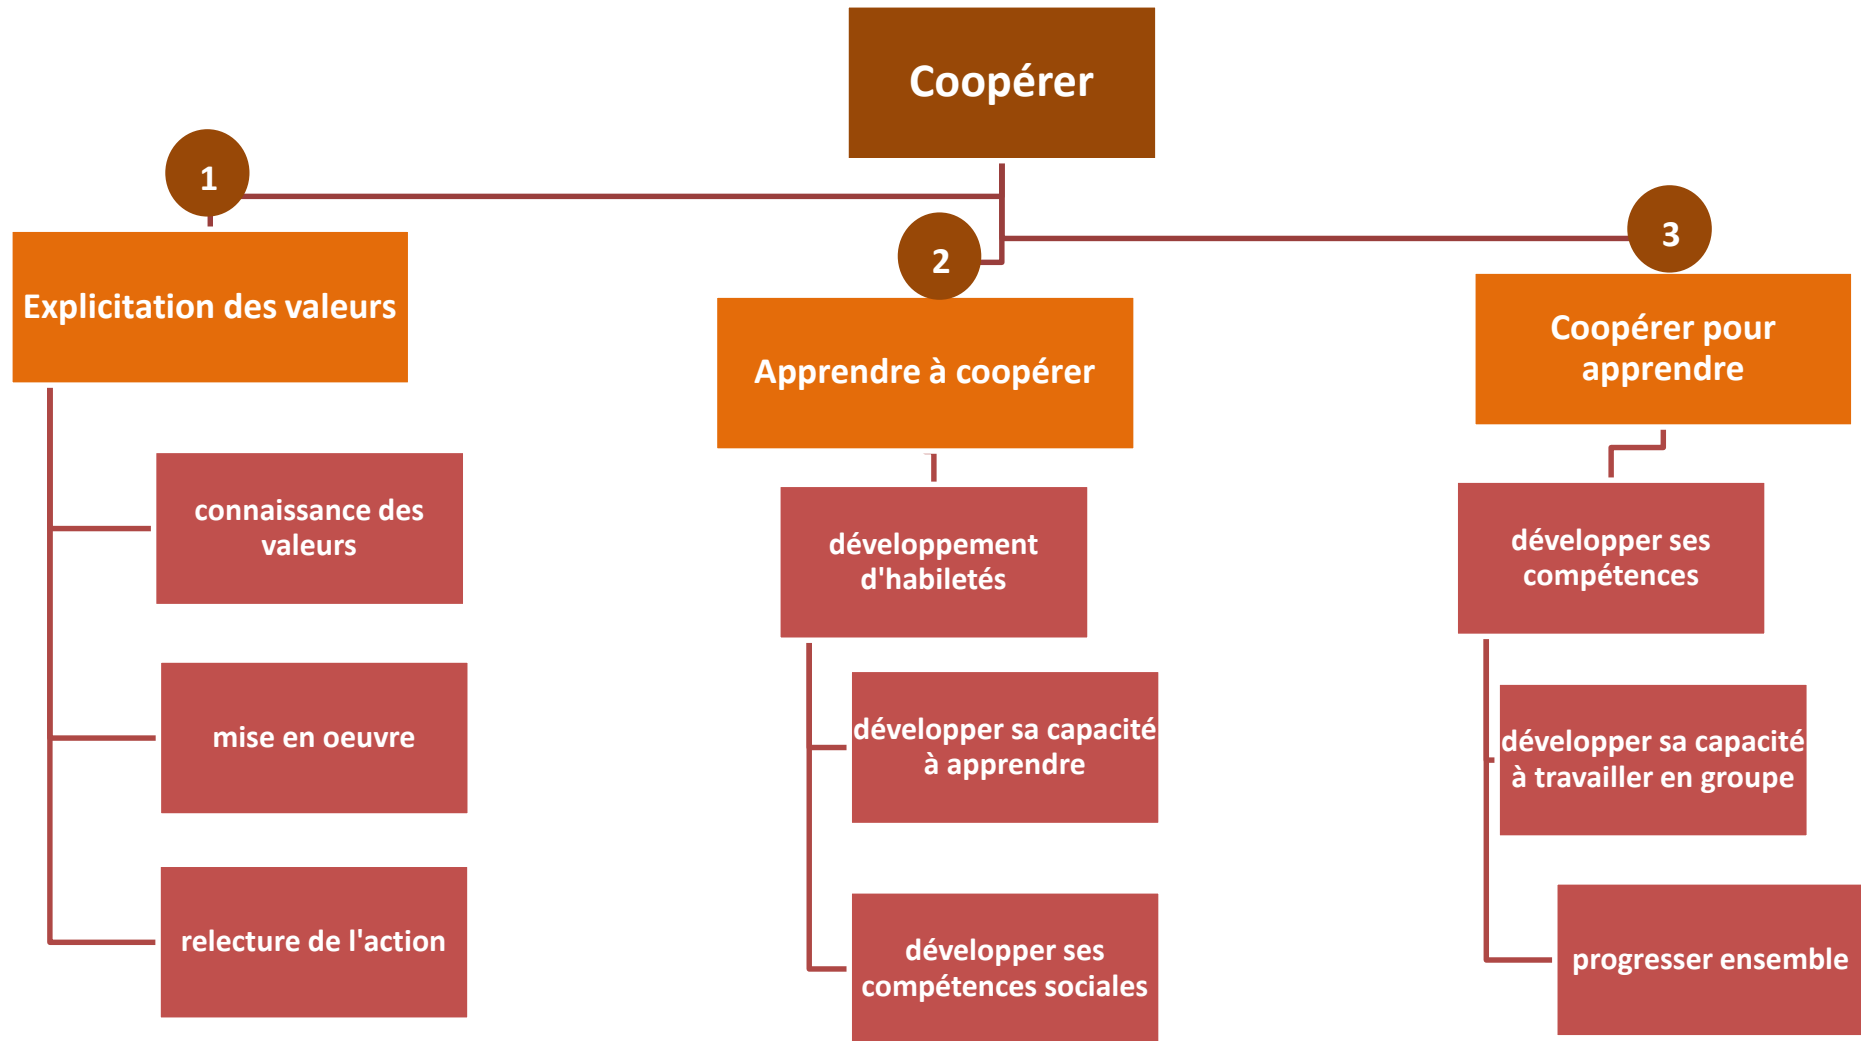 Coopérer
1
Explicitation des valeurs
connaissance des
valeurs
mise en oeuvre
relecture de l'action
2
Apprendre à coopérer
développement
d'habiletés
développer sa capacité
à apprendre
développer ses
compétences sociales
3
Coopérer pour
apprendre
développer ses
compétences
développer sa capacité
à travailler en groupe
progresser ensemble